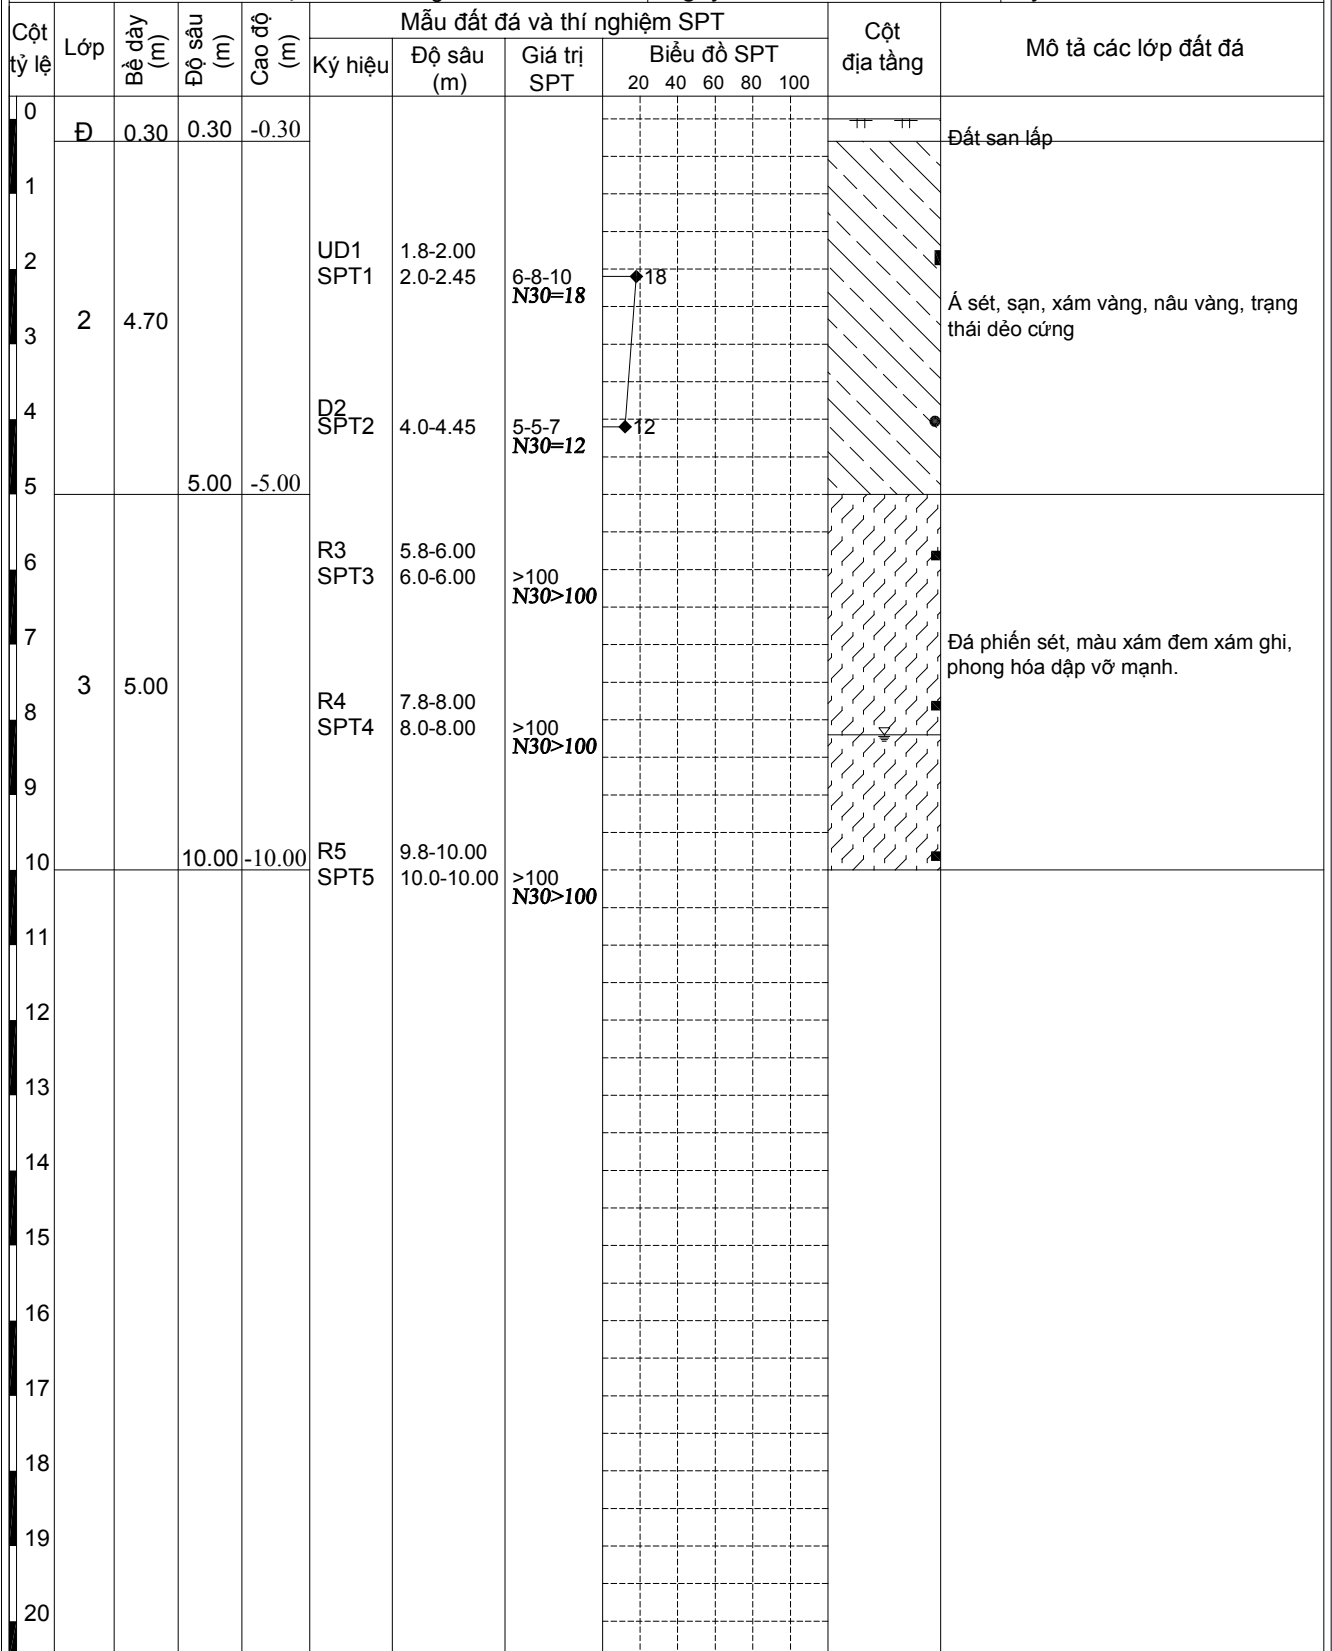 Cột
tỷ lệ
Lớp
Bề dày
(m)
Độ sâu
(m)
Cao độ
(m)
Mẫu đất đá và thí nghiệm SPT
Ký hiệu
Độ sâu
(m)
Giá trị
SPT
Biểu đồ SPT
20 40 60 80 100
Cột
địa tầng
Mô tả các lớp đất đá
0
Đ 0.30 0.30 -0.30
Đất san lấp
1
UD1 1.8-2.00
2
SPT1 2.0-2.45 6-8-10 18
N30=18
2 4.70
Á sét, sạn, xám vàng, nâu vàng, trạng
thái dẻo cứng
3
4
D2
SPT2 4.0-4.45 5-5-7 12
N30=12
5 5.00 -5.00
R3 5.8-6.00
6
SPT3 6.0-6.00 >100
N30>100
7
Đá phiến sét, màu xám đem xám ghi,
phong hóa dập vỡ mạnh.
3 5.00
R4 7.8-8.00
8
SPT4 8.0-8.00 >100
N30>100
9
R5 9.8-10.00
10 10.00 -10.00
SPT5 10.0-10.00 >100
N30>100
11
12
13
14
15
16
17
18
19
20